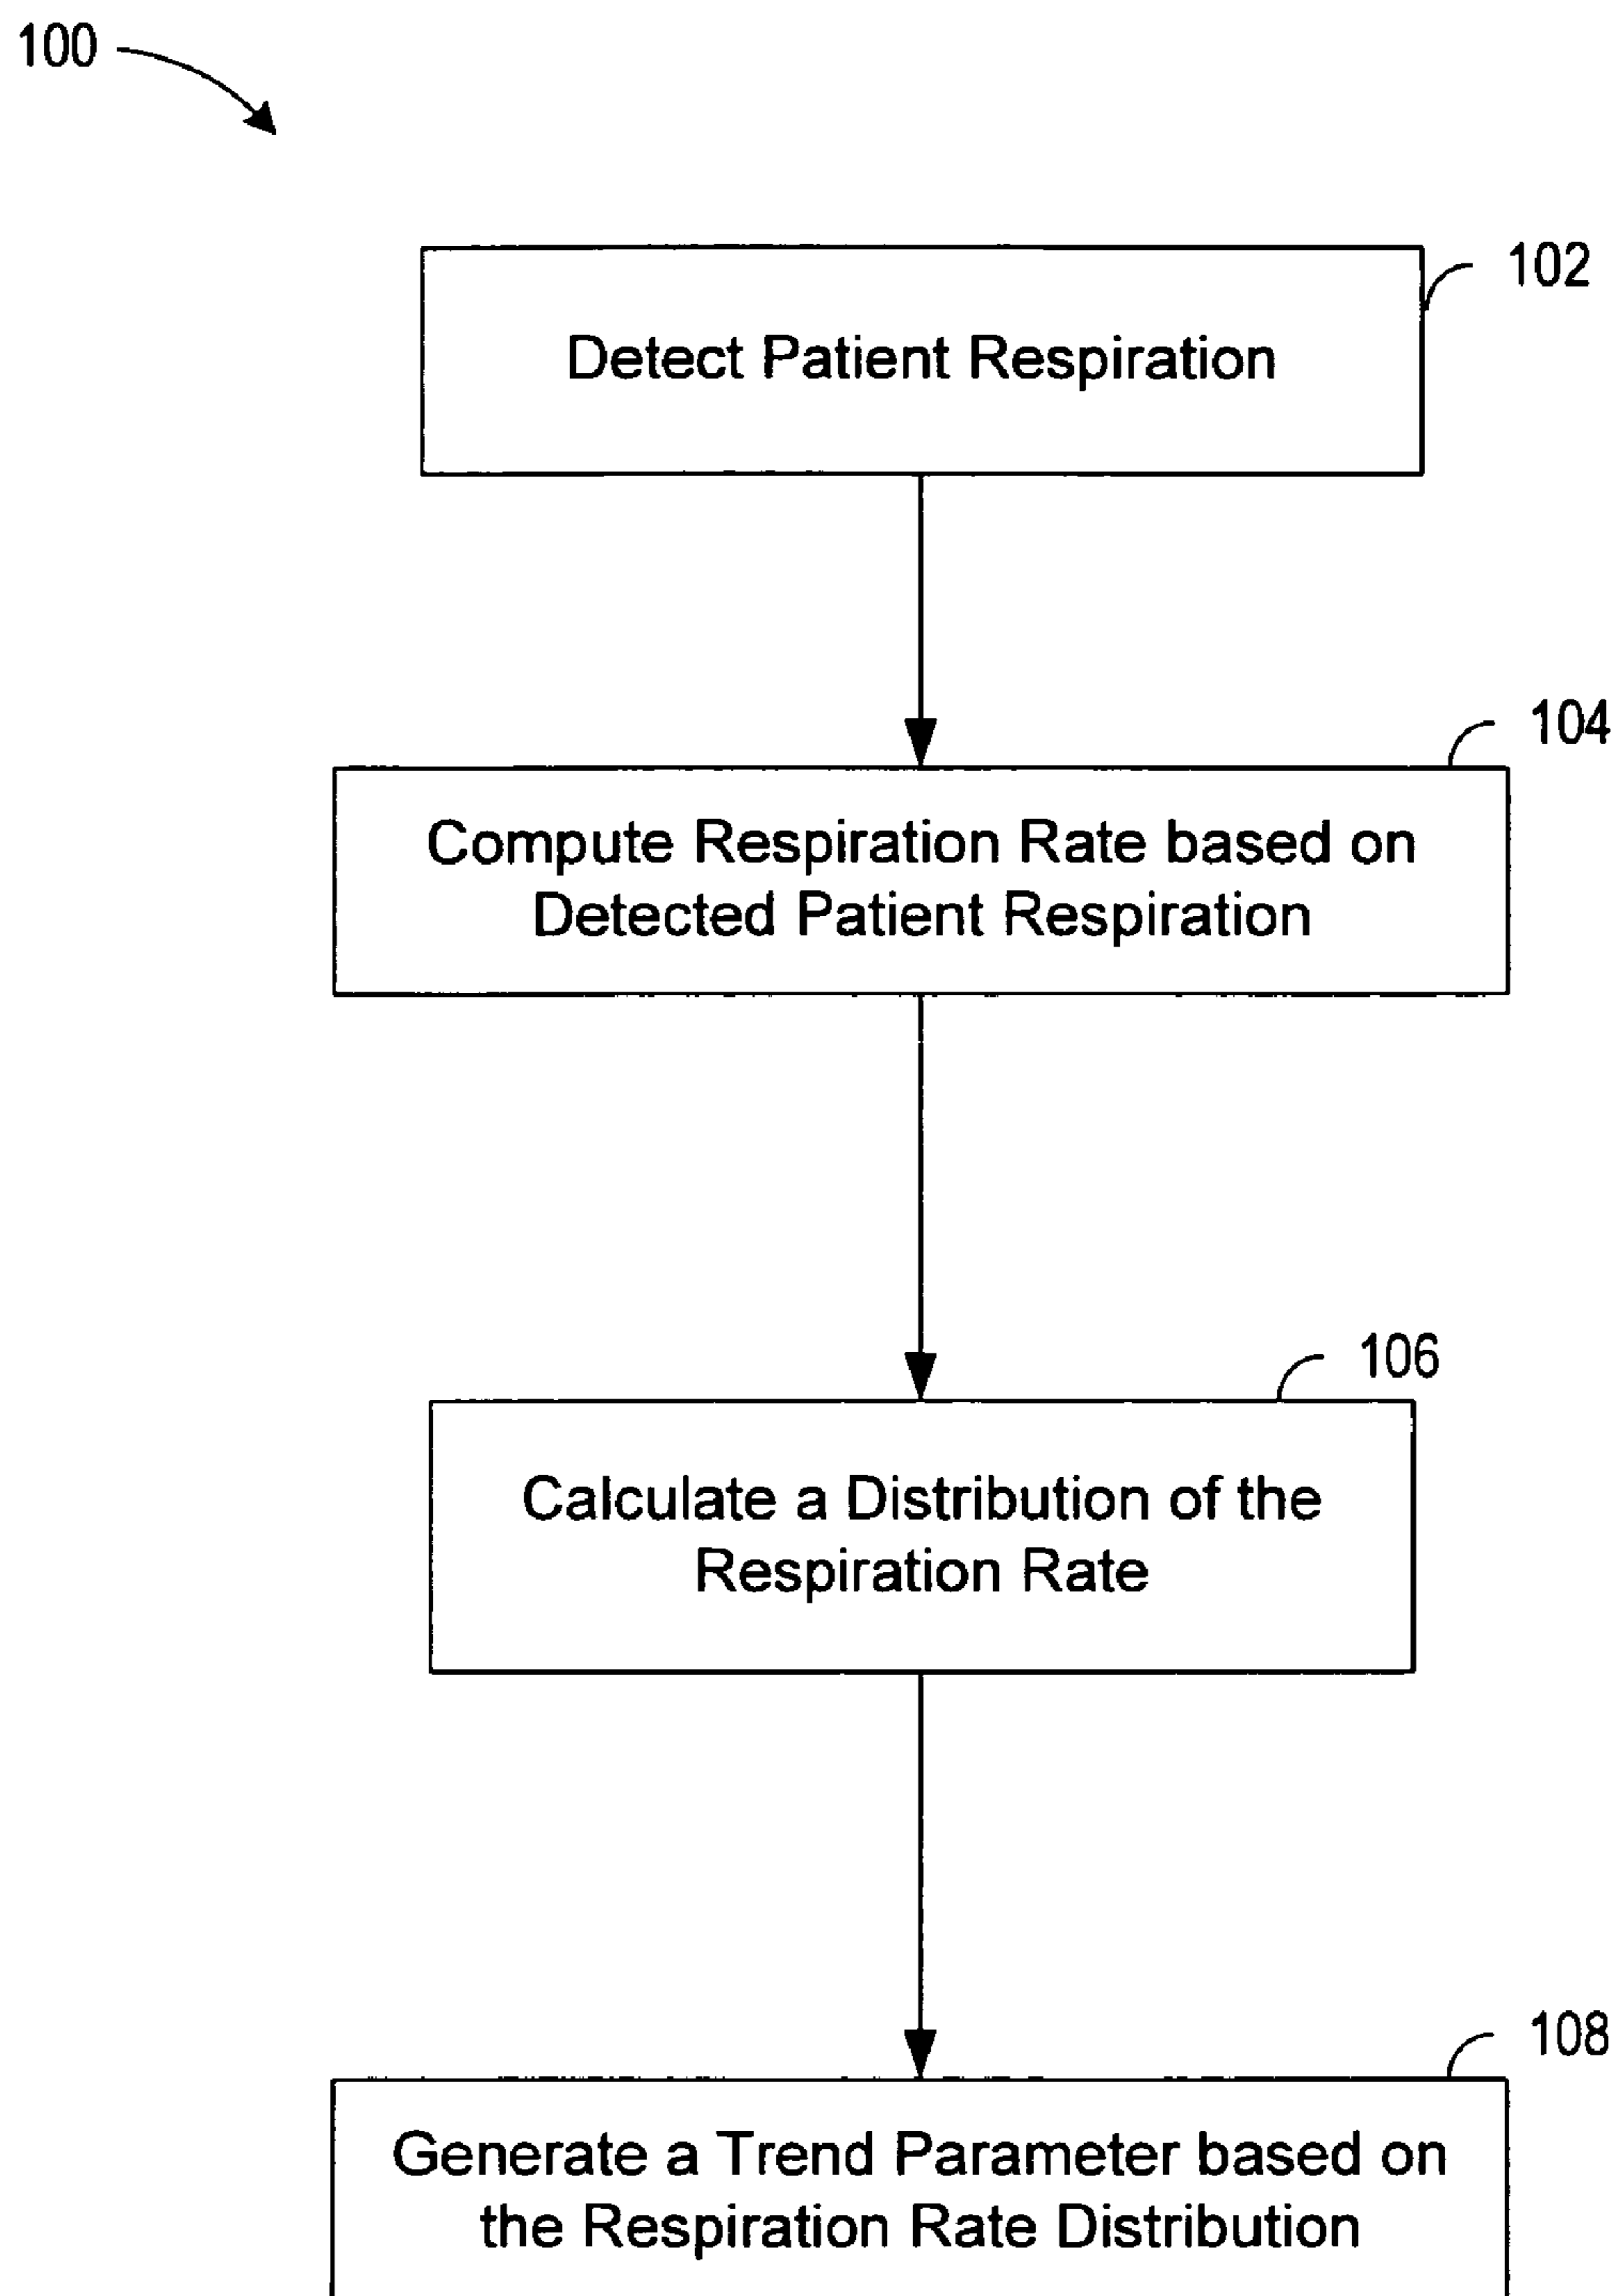 100
102
Detect Patient Respiration
104
Compute Respiration Rate based on
Detected Patient Respiration
106
Calculate a Distribution of the
Respiration Rate
108
Generate a Trend Parameter based on
the Respiration Rate Distribution